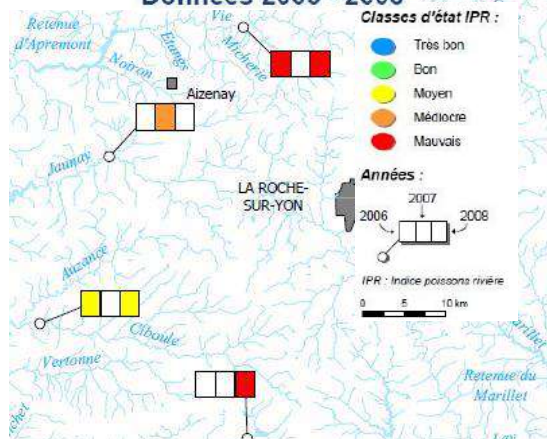 Données 2006 - 2008
Retenue
d'Apremont
Vie
Micherie
Etangs
Noiron
Aizenay
Jaunay
LA ROCHE-
SUR-YON
Auzance
Ciboule
Vertonne
Retenue du
Marillet
Lay
Classes d'état IPR :
Très bon
Bon
Moyen
Médiocre
Mauvais
Années :
2007
2006
2008
IPR : Indice poissons rivière
0 5 10 km